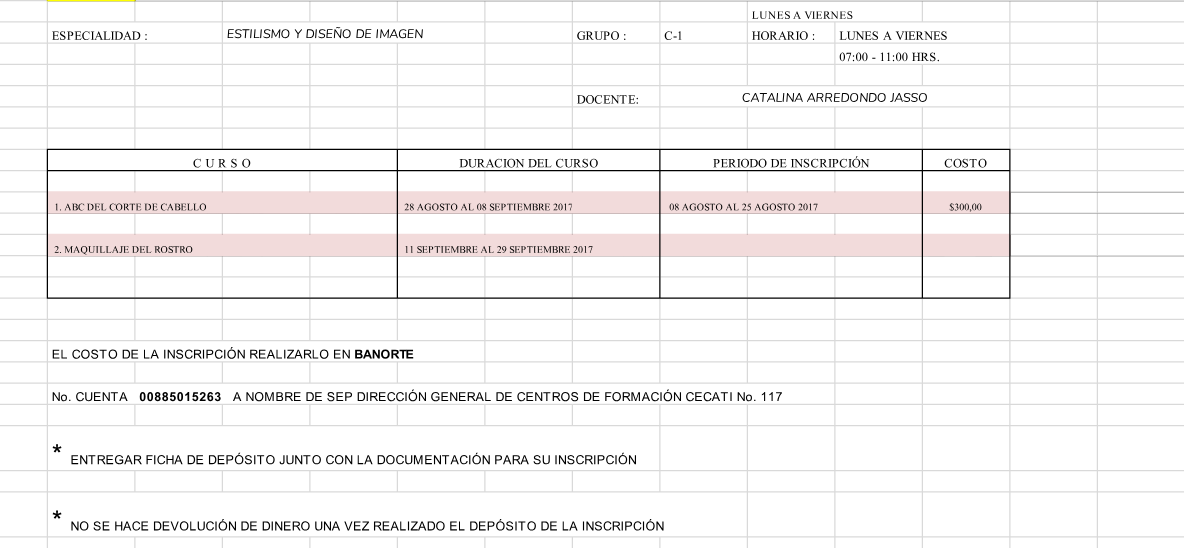 LUNES A VIERNES
ESPECIALIDAD : ESTILISMO Y DISEÑO DE IMAGEN GRUPO : C-1 HORARIO : LUNES A VIERNES
07:00 - 11:00 HRS.
DOCENTE: CATALINA ARREDONDO JASSO
C U R S O DURACION DEL CURSO PERIODO DE INSCRIPCIÓN COSTO
1. ABC DEL CORTE DE CABELLO 28 AGOSTO AL 08 SEPTIEMBRE 2017 08 AGOSTO AL 25 AGOSTO 2017 $300,00
2. MAQUILLAJE DEL ROSTRO 11 SEPTIEMBRE AL 29 SEPTIEMBRE 2017
EL COSTO DE LA INSCRIPCIÓN REALIZARLO EN BANORTE
No. CUENTA 00885015263 A NOMBRE DE SEP DIRECCIÓN GENERAL DE CENTROS DE FORMACIÓN CECATI No. 117
* ENTREGAR FICHA DE DEPÓSITO JUNTO CON LA DOCUMENTACIÓN PARA SU INSCRIPCIÓN
* NO SE HACE DEVOLUCIÓN DE DINERO UNA VEZ REALIZADO EL DEPÓSITO DE LA INSCRIPCIÓN